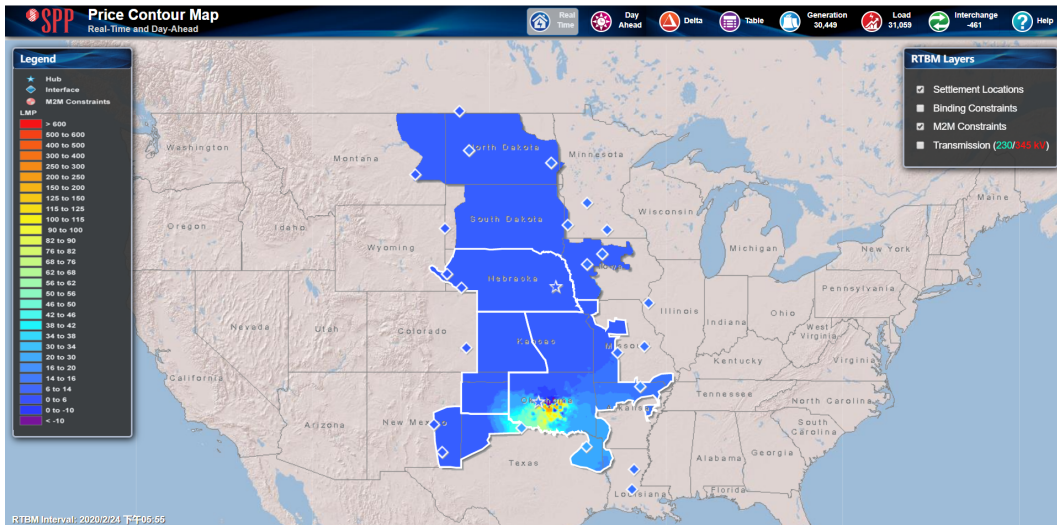 SPP
Price Contour Map
Real-Time and Day-Ahead
Real Time
Day Ahead
Delta
Table
Generation 30,449
Load 31,059
Interchange -461
Help
Legend
Hub
Interface
M2M Constraints
LMP
> 600
500 to 600
400 to 500
300 to 400
250 to 300
200 to 250
150 to 200
125 to 150
115 to 125
100 to 115
90 to 100
82 to 90
76 to 82
68 to 76
62 to 68
56 to 62
50 to 56
46 to 50
42 to 46
38 to 42
34 to 38
30 to 34
20 to 30
16 to 20
14 to 16
6 to 14
0 to 6
0 to -10
< -10
RTBM Layers
Settlement Locations
Binding Constraints
M2M Constraints
Transmission (230/345 kV)
Washington
Montana
North Dakota
Minnesota
Maine
Oregon
Idaho
South Dakota
Wisconsin
Wyoming
Michigan
New York
Nebraska
Pennsylvania
Nevada
Utah
Colorado
Illinois
Indiana
Ohio
Kansas
West Virginia
Kentucky
Virginia
California
Tennessee
North Carolina
Arizona
New Mexico
South Carolina
Texas
Alabama
Georgia
Louisiana
Florida
RTBM Interval: 2020/2/24 下午05:55